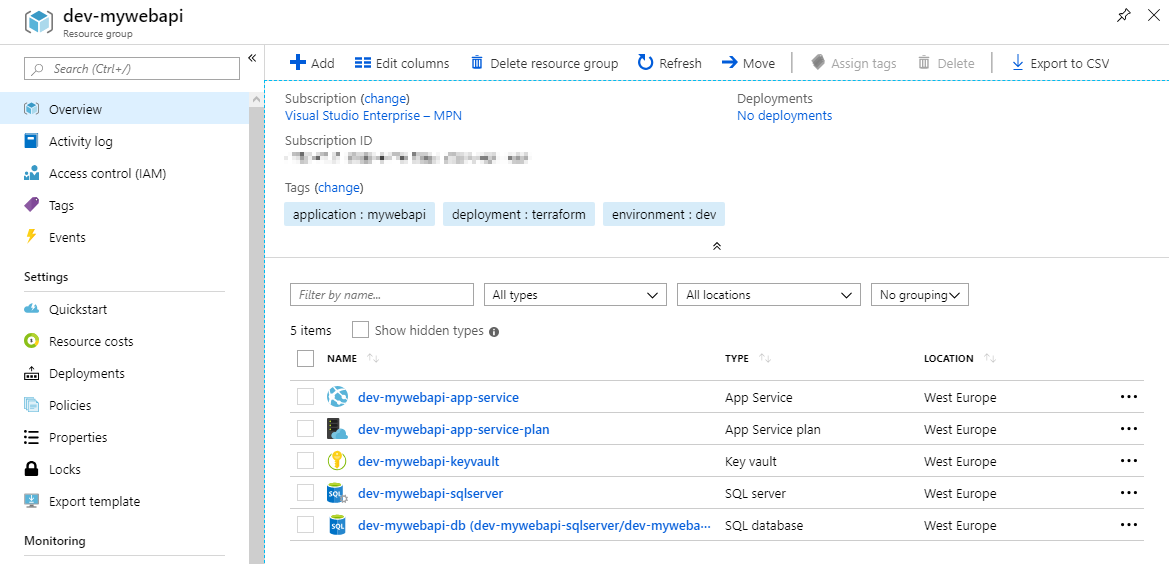 dev-mywebapi
Resource group
Search (Ctrl+/)
«
Add
Edit columns
Delete resource group
Refresh
Move
Assign tags
Delete
Export to CSV
Overview
Activity log
Access control (IAM)
Tags
Events
Settings
Quickstart
Resource costs
Deployments
Policies
Properties
Locks
Export template
Monitoring
Subscription (change)
Visual Studio Enterprise – MPN
Deployments
No deployments
Subscription ID
Tags (change)
application : mywebapi
deployment : terraform
environment : dev
Filter by name...
All types
All locations
No grouping
5 items
Show hidden types
NAME TYPE LOCATION
dev-mywebapi-app-service App Service West Europe
dev-mywebapi-app-service-plan App Service plan West Europe
dev-mywebapi-keyvault Key vault West Europe
SQL dev-mywebapi-sqlserver SQL server West Europe
SQL dev-mywebapi-db (dev-mywebapi-sqlserver/dev-myweba··· SQL database West Europe